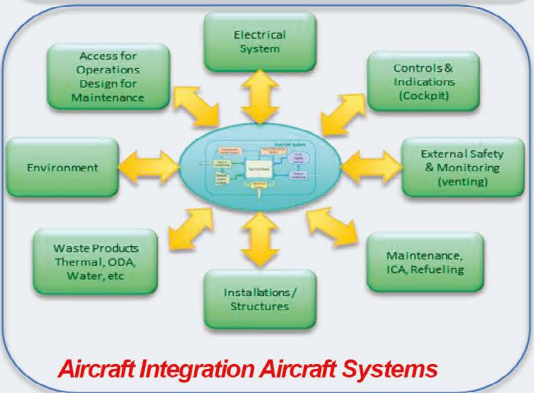 Electrical
System
Access for
Operations
Design for
Maintenance
Controls &
Indications
(Cockpit)
Environment
External Safety
& Monitoring
(venting)
Waste Products
Thermal, ODA,
Water, etc
Maintenance,
ICA, Refueling
Installations/
Structures
Aircraft Integration Aircraft Systems